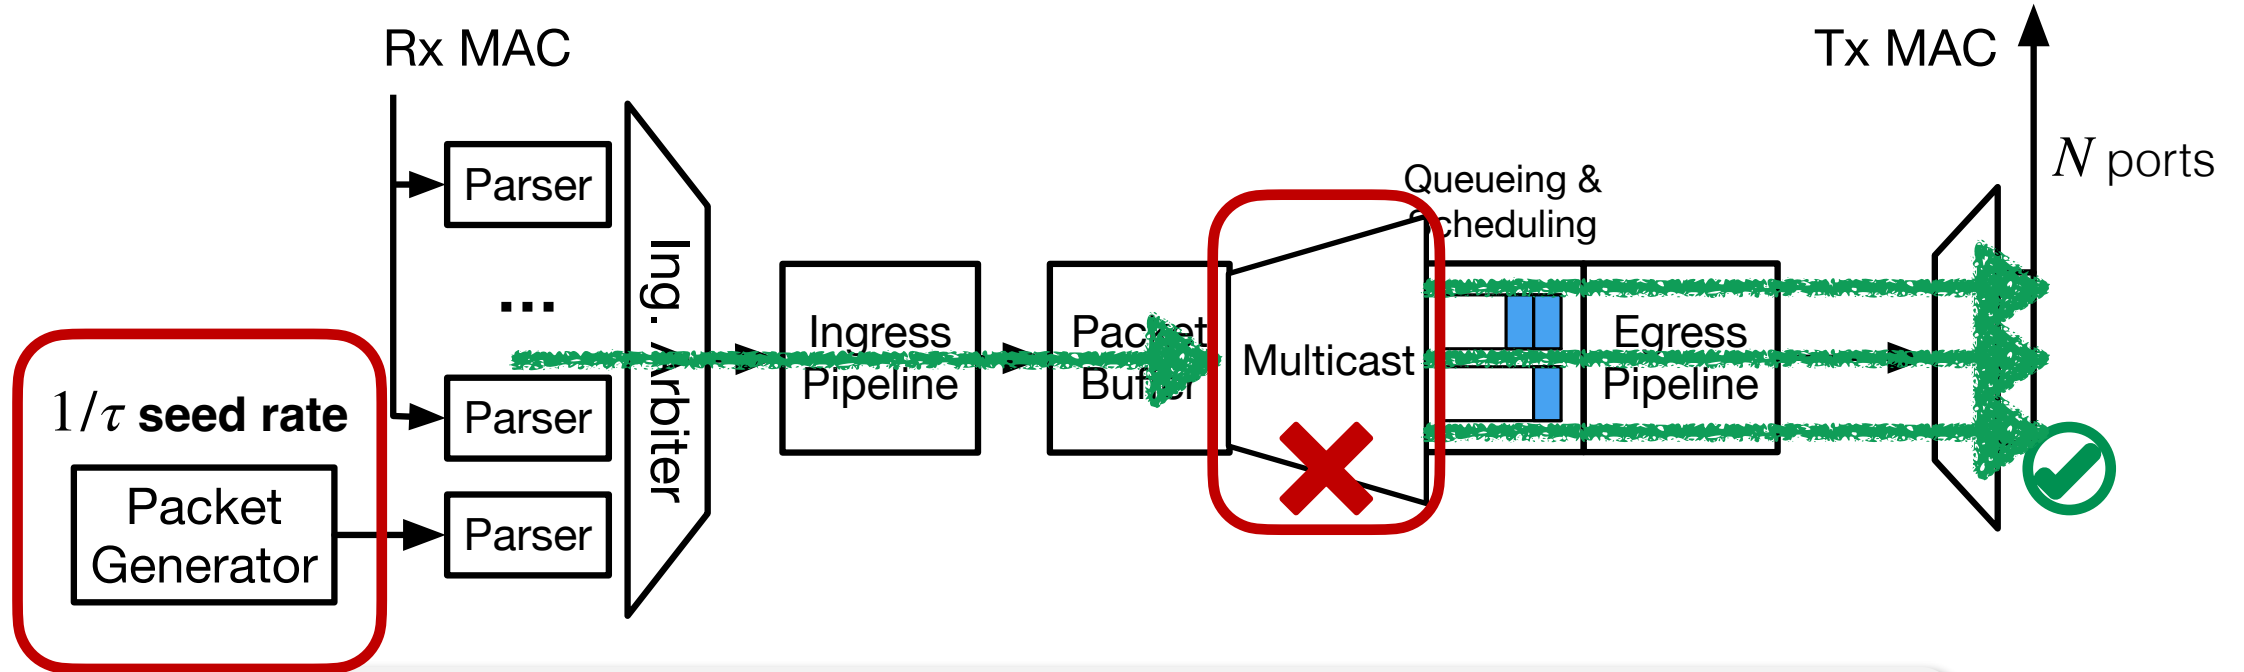 Rx MAC
Tx MAC
N ports
Parser
...
Parser
Parser
Ing. Arbiter
1/τ seed rate
Packet
Generator
Ingress
Pipeline
Packet
Buffer
Multicast
Queueing &
Scheduling
Egress
Pipeline